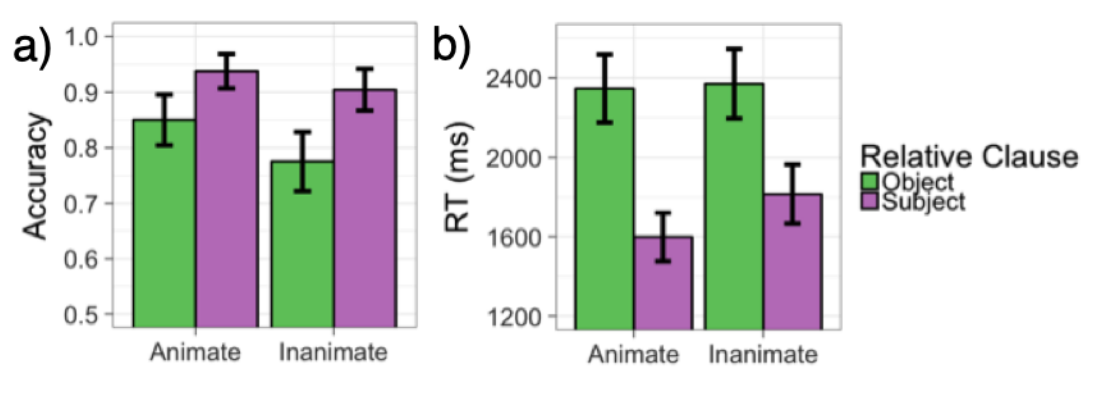 a)
Accuracy
1.0
0.9
0.8
0.7
0.6
0.5
Animate Inanimate
b)
RT (ms)
2400
2000
1600
1200
Animate Inanimate
Relative Clause
Object
Subject